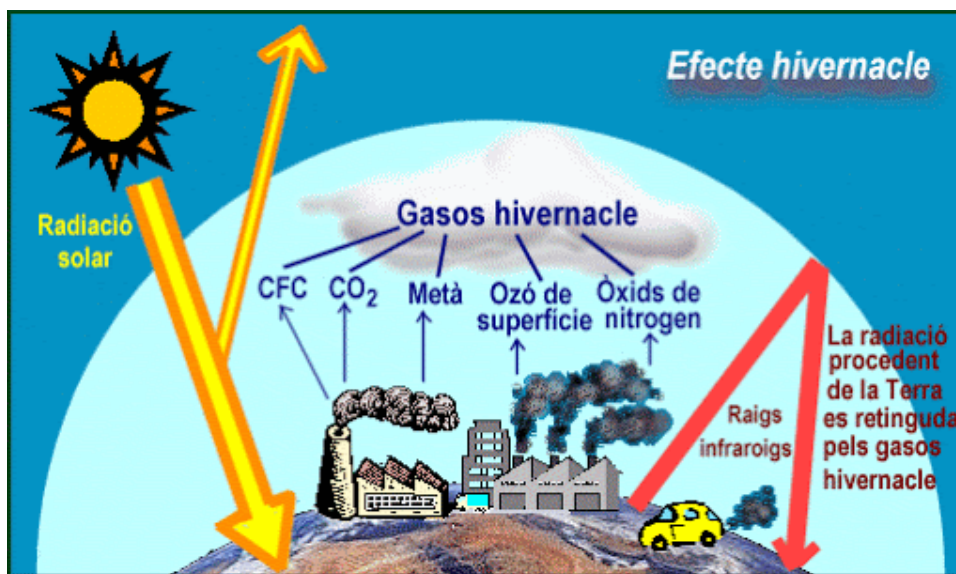 Efecte hivernacle
Radiació
solar
Gasos hivernacle
CFC
CO₂
Metà
Ozó de
superfície
Òxids de
nitrogen
Raigs
infraroigs
La radiació
procedent
de la Terra
es retinguda
pels gasos
hivernacle